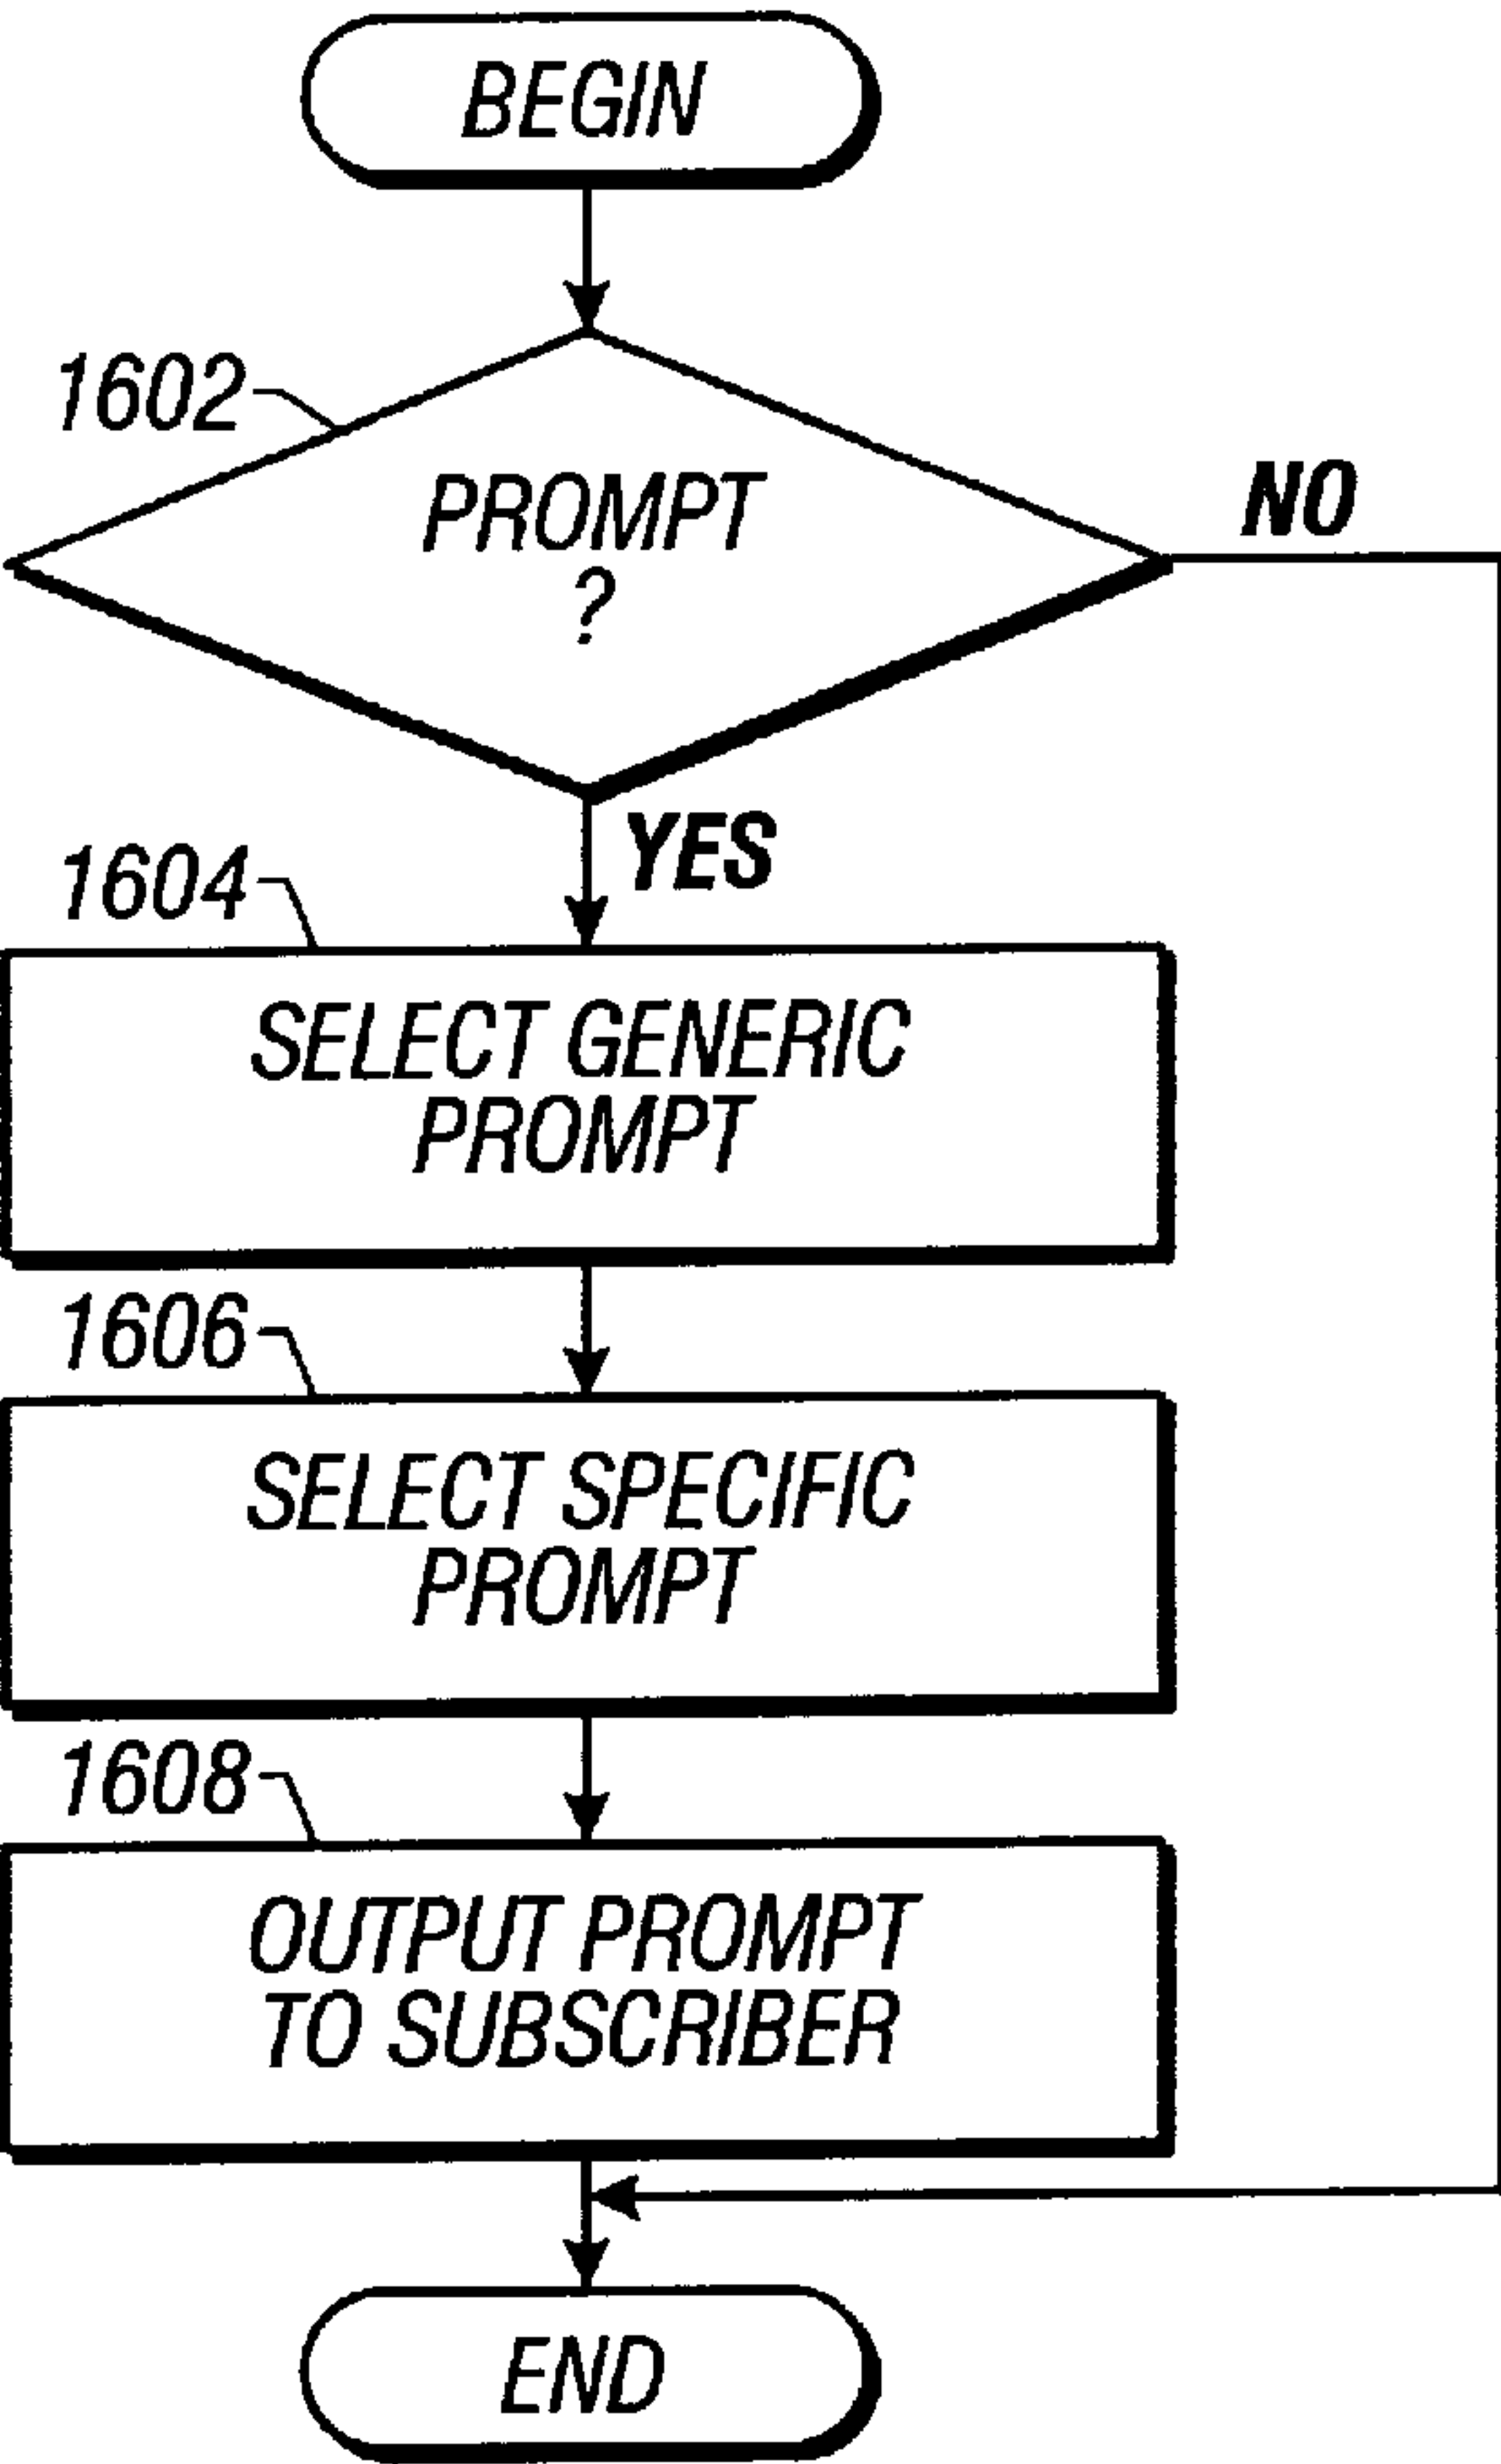 BEGIN
1602
PROMPT
?
NO
YES
1604
SELECT GENERIC
PROMPT
1606
SELECT SPECIFIC
PROMPT
1608
OUTPUT PROMPT
TO SUBSCRIBER
END